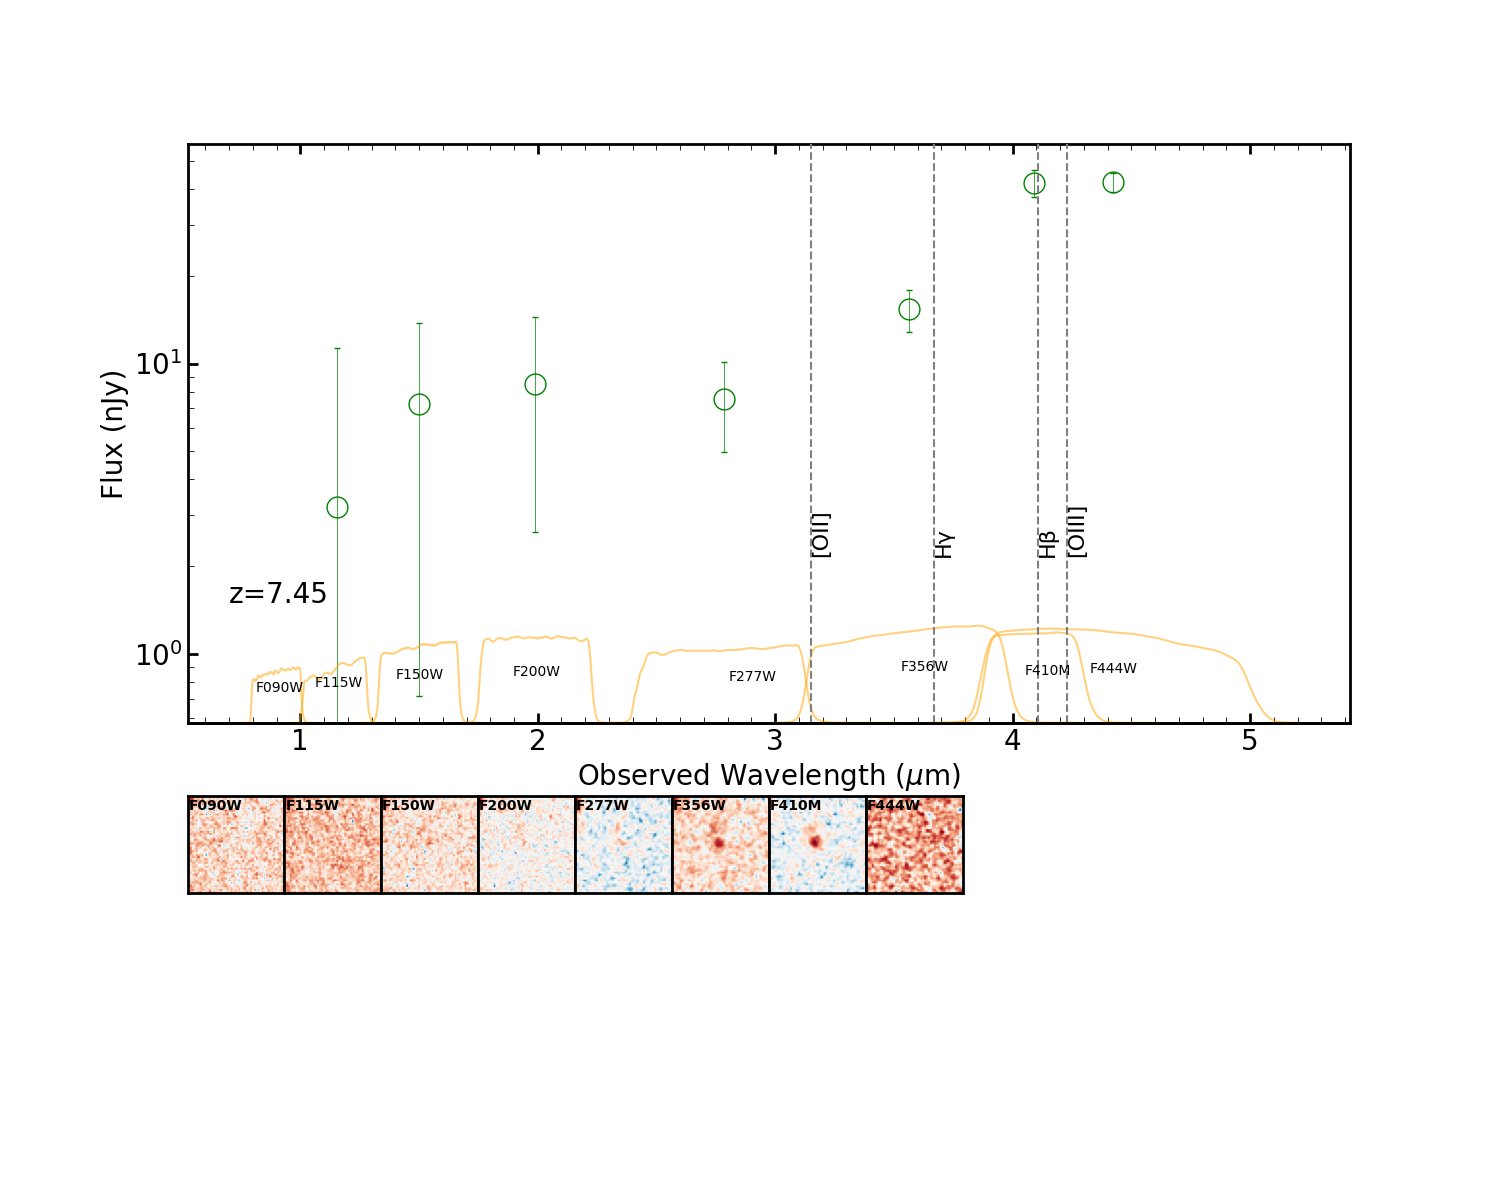 Flux (nJy)
10¹
10⁰
z=7.45
[OII]
Hγ
Hβ
[OIII]
F090W
F115W
F150W
F200W
F277W
F356W
F410M
F444W
1 2 3 4 5
Observed Wavelength (μm)
F090W F115W F150W F200W F277W F356W F410M F444W